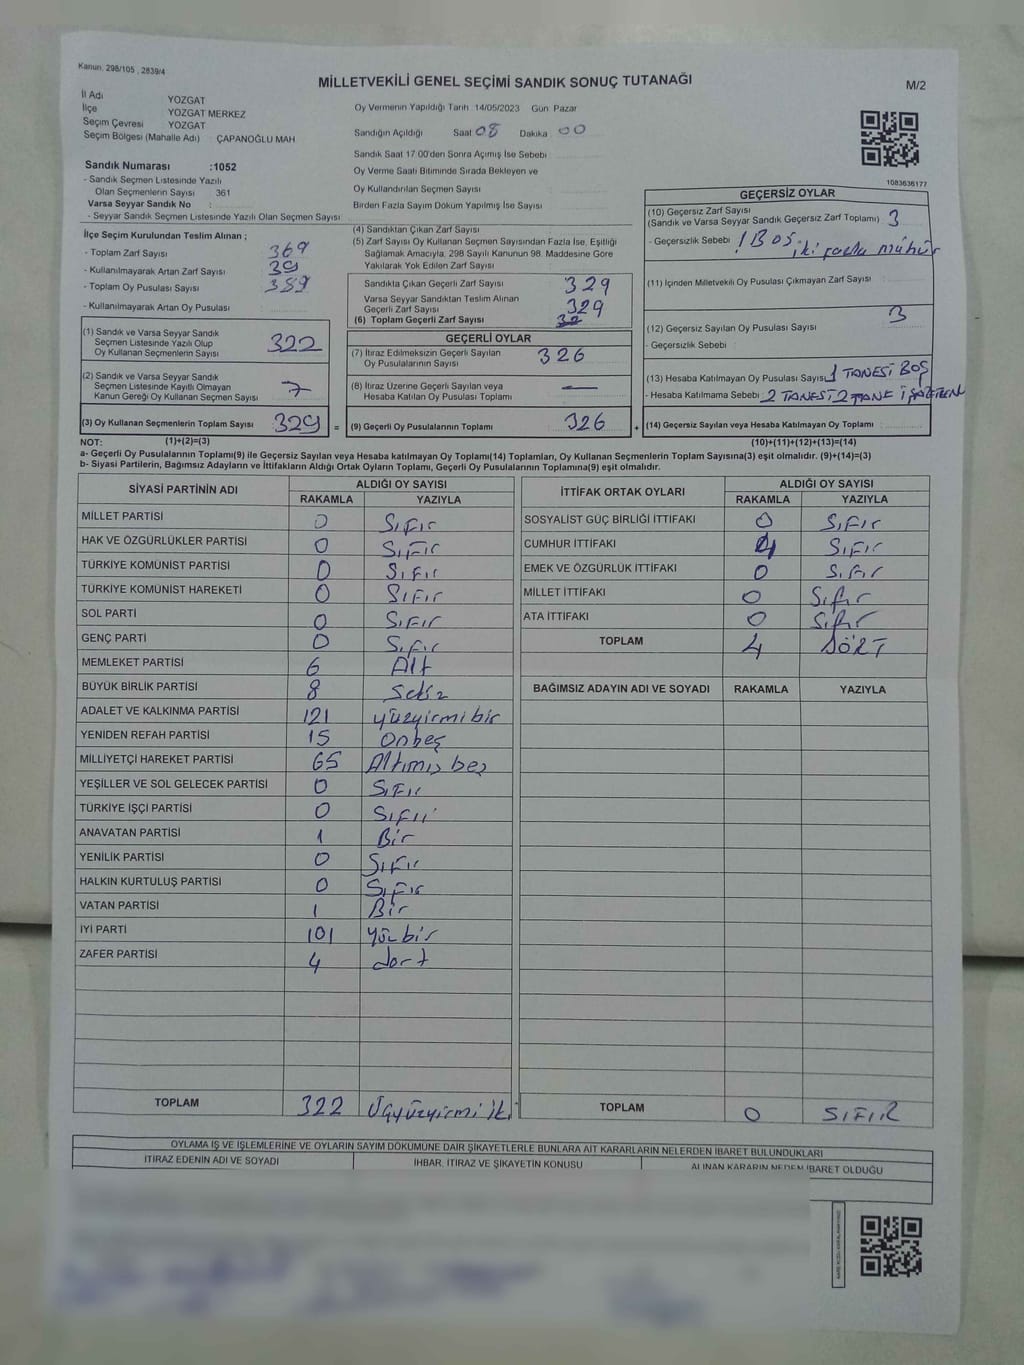 Kanun: 298/105 , 2839/4
MİLLETVEKİLİ GENEL SEÇİMİ SANDIK SONUÇ TUTANAĞI
M/2
İl Adı YOZGAT
İlçe YOZGAT MERKEZ
Seçim Çevresi YOZGAT
Seçim Bölgesi (Mahalle Adı) : ÇAPANOĞLU MAH
Sandık Numarası :1052
- Sandık Seçmen Listesinde Yazılı
Olan Seçmenlerin Sayısı : 361
Varsa Seyyar Sandık No :
- Seyyar Sandık Seçmen Listesinde Yazılı Olan Seçmen Sayısı :
Oy Vermenin Yapıldığı Tarih : 14/05/2023 Gün : Pazar
Sandığın Açıldığı Saat : 08 Dakika : 00
Sandık Saat 17:00'den Sonra Açılmış İse Sebebi :
Oy Verme Saati Bitiminde Sırada Bekleyen ve
Oy Kullandırılan Seçmen Sayısı :
Birden Fazla Sayım Döküm Yapılmış İse Sayısı :
1083636177
İlçe Seçim Kurulundan Teslim Alınan ;
- Toplam Zarf Sayısı : 369
- Kullanılmayarak Artan Zarf Sayısı : 39
- Toplam Oy Pusulası Sayısı : 389
- Kullanılmayarak Artan Oy Pusulası :
(1) Sandık ve Varsa Seyyar Sandık
Seçmen Listesinde Yazılı Olup
Oy Kullanan Seçmenlerin Sayısı : 322
(2) Sandık ve Varsa Seyyar Sandık
Seçmen Listesinde Kayıtlı Olmayan
Kanun Gereği Oy Kullanan Seçmen Sayısı : 7
(3) Oy Kullanan Seçmenlerin Toplam Sayısı : 329 =
(4) Sandıktan Çıkan Zarf Sayısı :
(5) Zarf Sayısı Oy Kullanan Seçmen Sayısından Fazla İse, Eşitliği
Sağlamak Amacıyla, 298 Sayılı Kanunun 98. Maddesine Göre
Yakılarak Yok Edilen Zarf Sayısı :
Sandıkta Çıkan Geçerli Zarf Sayısı : 329
Varsa Seyyar Sandıktan Teslim Alınan
Geçerli Zarf Sayısı : 329
(6) Toplam Geçerli Zarf Sayısı :
GEÇERLİ OYLAR
(7) İtiraz Edilmeksizin Geçerli Sayılan
Oy Pusulalarının Sayısı : 326
(8) İtiraz Üzerine Geçerli Sayılan veya
Hesaba Katılan Oy Pusulası Toplamı : —
(9) Geçerli Oy Pusulalarının Toplamı : 326 +
GEÇERSİZ OYLAR
(10) Geçersiz Zarf Sayısı
(Sandık ve Varsa Seyyar Sandık Geçersiz Zarf Toplamı) : 3
- Geçersizlik Sebebi : 1 BOŞ, iki fazla mühür
(11) İçinden Milletvekili Oy Pusulası Çıkmayan Zarf Sayısı :
(12) Geçersiz Sayılan Oy Pusulası Sayısı : 3
- Geçersizlik Sebebi :
(13) Hesaba Katılmayan Oy Pusulası Sayısı : 1 TANESİ BOŞ
- Hesaba Katılmama Sebebi : 2 TANESİ 2 TANE
(14) Geçersiz Sayılan veya Hesaba Katılmayan Oy Toplamı :
NOT: (1)+(2)=(3) (10)+(11)+(12)+(13)=(14)
a- Geçerli Oy Pusulalarının Toplamı(9) ile Geçersiz Sayılan veya Hesaba katılmayan Oy Toplamı(14) Toplamları, Oy Kullanan Seçmenlerin Toplam Sayısına(3) eşit olmalıdır. (9)+(14)=(3)
b- Siyasi Partilerin, Bağımsız Adayların ve İttifakların Aldığı Ortak Oyların Toplamı, Geçerli Oy Pusulalarının Toplamına(9) eşit olmalıdır.
SİYASİ PARTİNİN ADI ALDIĞI OY SAYISI
RAKAMLA YAZIYLA
MİLLET PARTİSİ 0 Sıfır
HAK VE ÖZGÜRLÜKLER PARTİSİ 0 Sıfır
TÜRKİYE KOMÜNİST PARTİSİ 0 Sıfır
TÜRKİYE KOMÜNİST HAREKETİ 0 Sıfır
SOL PARTİ 0 Sıfır
GENÇ PARTİ 0 Sıfır
MEMLEKET PARTİSİ 6 Altı
BÜYÜK BİRLİK PARTİSİ 8 Sekiz
ADALET VE KALKINMA PARTİSİ 121 yüzyirmibir
YENİDEN REFAH PARTİSİ 15 Onbeş
MİLLİYETÇİ HAREKET PARTİSİ 65 Altımış beş
YEŞİLLER VE SOL GELECEK PARTİSİ 0 Sıfır
TÜRKİYE İŞÇİ PARTİSİ 0 Sıfır
ANAVATAN PARTİSİ 1 Bir
YENİLİK PARTİSİ 0 Sıfır
HALKIN KURTULUŞ PARTİSİ 0 Sıfır
VATAN PARTİSİ 1 Bir
İYİ PARTİ 101 Yüz bir
ZAFER PARTİSİ 4 dört
TOPLAM 322 Üçyüzyirmi iki
İTTİFAK ORTAK OYLARI ALDIĞI OY SAYISI
RAKAMLA YAZIYLA
SOSYALİST GÜÇ BİRLİĞİ İTTİFAKI 0 Sıfır
CUMHUR İTTİFAKI 4 Sıfır
EMEK VE ÖZGÜRLÜK İTTİFAKI 0 Sıfır
MİLLET İTTİFAKI 0 Sıfır
ATA İTTİFAKI 0 Sıfır
TOPLAM 4 DÖRT
BAĞIMSIZ ADAYIN ADI VE SOYADI RAKAMLA YAZIYLA
TOPLAM 0 SIFIR
OYLAMA İŞ VE İŞLEMLERİNE VE OYLARIN SAYIM DÖKÜMÜNE DAİR ŞİKAYETLERLE BUNLARA AİT KARARLARIN NELERDEN İBARET BULUNDUKLARI
İTİRAZ EDENİN ADI VE SOYADI İHBAR, İTİRAZ VE ŞİKAYETİN KONUSU ALINAN KARARIN NEDEN İBARET OLDUĞU